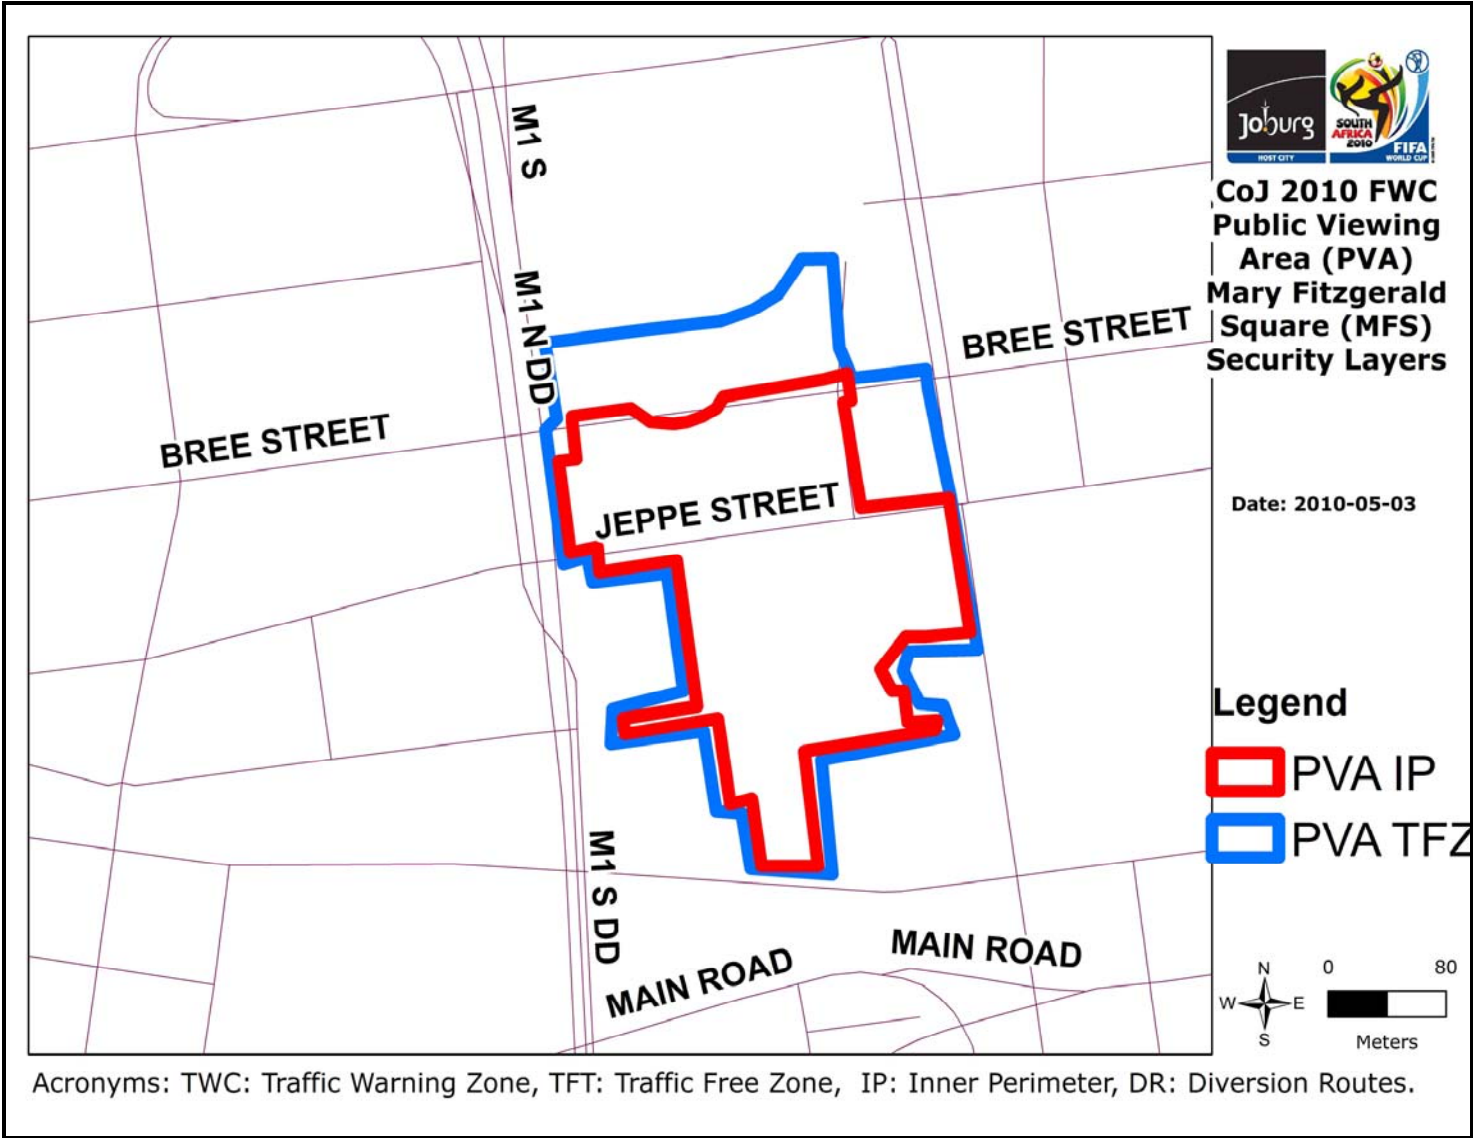 M1 S
M1 N DD
BREE STREET
BREE STREET
JEPPE STREET
M1 S DD
MAIN ROAD
MAIN ROAD
Joburg
HOST CITY
SOUTH
AFRICA
2010
FIFA
WORLD CUP
CoJ 2010 FWC
Public Viewing
Area (PVA)
Mary Fitzgerald
Square (MFS)
Security Layers
Date: 2010-05-03
Legend
PVA IP
PVA TFZ
N
W E
S
0 80
Meters
Acronyms: TWC: Traffic Warning Zone, TFT: Traffic Free Zone, IP: Inner Perimeter, DR: Diversion Routes.